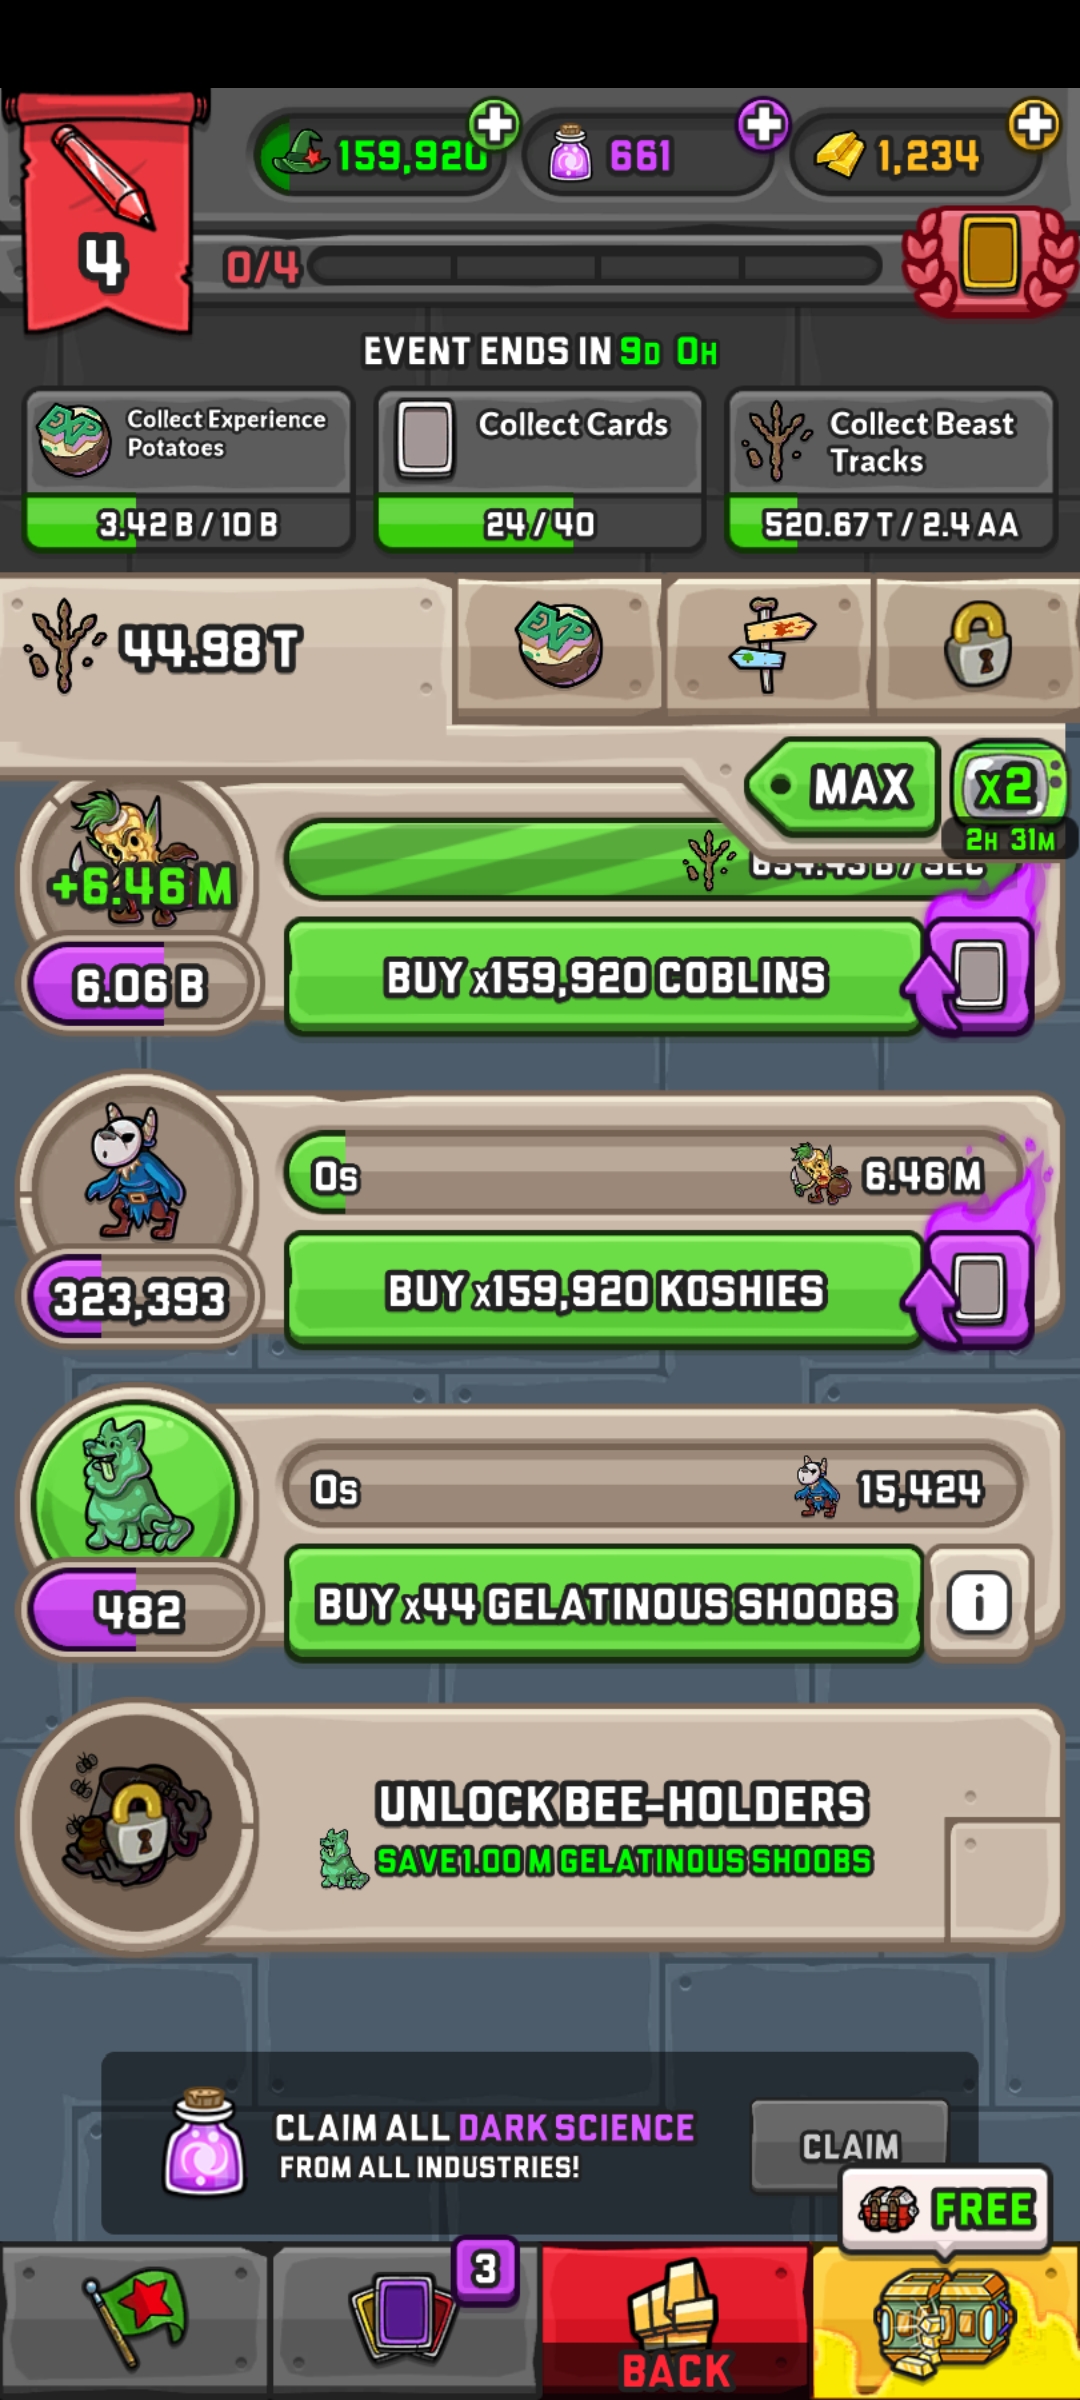 159,920
661
1,234
4
0/4
EVENT ENDS IN 9D 0H
Collect Experience
Potatoes
Collect Cards
Collect Beast
Tracks
3.42 B / 10 B
24 / 40
520.67 T / 2.4 AA
44.98 T
EXP
MAX
x2
2H 31M
+6.46 M
6.06 B
BUY x159,920 COBLINS
0s
6.46 M
323,393
BUY x159,920 KOSHIES
0s
15,424
482
BUY x44 GELATINOUS SHOOBS
i
UNLOCK BEE-HOLDERS
SAVE 1.00 M GELATINOUS SHOOBS
CLAIM ALL DARK SCIENCE
FROM ALL INDUSTRIES!
CLAIM
FREE
3
BACK